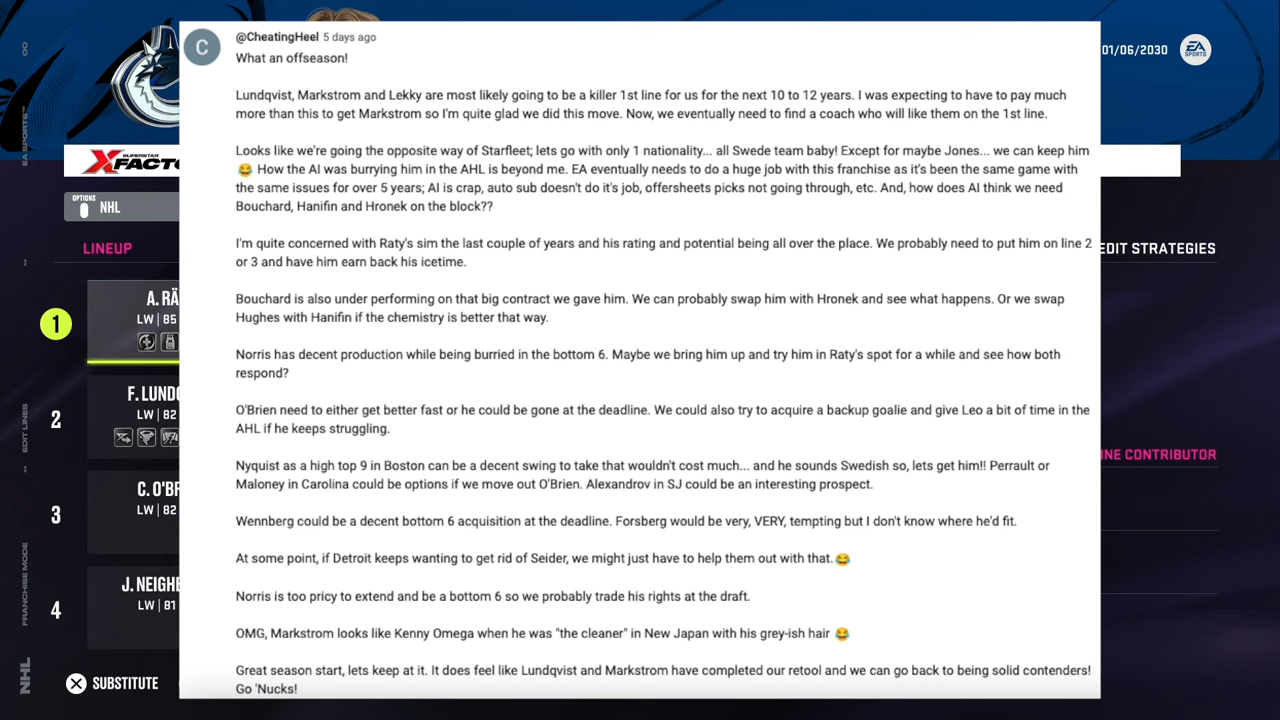 @CheatingHeel 5 days ago
C
What an offseason!
Lundqvist, Markstrom and Lekky are most likely going to be a killer 1st line for us for the next 10 to 12 years. I was expecting to have to pay much
more than this to get Markstrom so I'm quite glad we did this move. Now, we eventually need to find a coach who will like them on the 1st line.
Looks like we're going the opposite way of Starfleet; lets go with only 1 nationality... all Swede team baby! Except for maybe Jones... we can keep him
😂 How the AI was burrying him in the AHL is beyond me. EA eventually needs to do a huge job with this franchise as it's been the same game with
the same issues for over 5 years; AI is crap, auto sub doesn't do it's job, offersheets picks not going through, etc. And, how does AI think we need
Bouchard, Hanifin and Hronek on the block??
I'm quite concerned with Raty's sim the last couple of years and his rating and potential being all over the place. We probably need to put him on line 2
or 3 and have him earn back his icetime.
Bouchard is also under performing on that big contract we gave him. We can probably swap him with Hronek and see what happens. Or we swap
Hughes with Hanifin if the chemistry is better that way.
Norris has decent production while being burried in the bottom 6. Maybe we bring him up and try him in Raty's spot for a while and see how both
respond?
O'Brien need to either get better fast or he could be gone at the deadline. We could also try to acquire a backup goalie and give Leo a bit of time in the
AHL if he keeps struggling.
Nyquist as a high top 9 in Boston can be a decent swing to take that wouldn't cost much... and he sounds Swedish so, lets get him!! Perrault or
Maloney in Carolina could be options if we move out O'Brien. Alexandrov in SJ could be an interesting prospect.
Wennberg could be a decent bottom 6 acquisition at the deadline. Forsberg would be very, VERY, tempting but I don't know where he'd fit.
At some point, if Detroit keeps wanting to get rid of Seider, we might just have to help them out with that.😂
Norris is too pricy to extend and be a bottom 6 so we probably trade his rights at the draft.
OMG, Markstrom looks like Kenny Omega when he was "the cleaner" in New Japan with his grey-ish hair 😂
Great season start, lets keep at it. It does feel like Lundqvist and Markstrom have completed our retool and we can go back to being solid contenders!
Go 'Nucks!
01/06/2030
EA SPORTS
SUPERSTAR
XFACTO
OPTIONS
NHL
LINEUP
EDIT STRATEGIES
1
A. RÄ
LW | 85
2
F. LUND
LW | 82
3
C. O'B
LW | 82
4
J. NEIGH
LW | 81
NE CONTRIBUTOR
SUBSTITUTE
EA SPORTS
EDIT LINES
FRANCHISE MODE
NHL